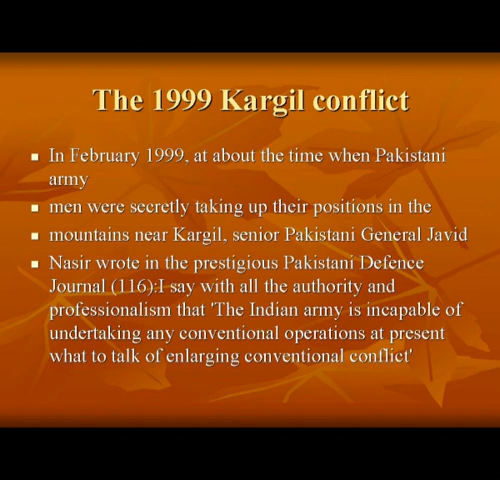 The 1999 Kargil conflict
In February 1999, at about the time when Pakistani
army
men were secretly taking up their positions in the
mountains near Kargil, senior Pakistani General Javid
Nasir wrote in the prestigious Pakistani Defence
Journal (116):I say with all the authority and
professionalism that 'The Indian army is incapable of
undertaking any conventional operations at present
what to talk of enlarging conventional conflict'